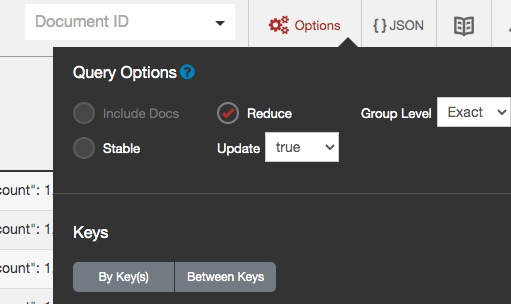 Document ID
Options
{ } JSON
Query Options ?
Include Docs
Reduce
Group Level
Exact
Stable
Update
true
Keys
By Key(s)
Between Keys
count": 1
count": 1
count": 1